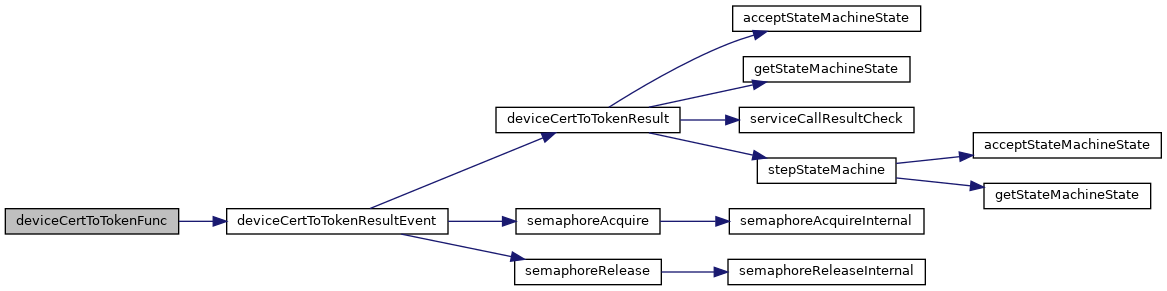 acceptStateMachineState
getStateMachineState
deviceCertToTokenResult
serviceCallResultCheck
acceptStateMachineState
stepStateMachine
getStateMachineState
deviceCertToTokenFunc
deviceCertToTokenResultEvent
semaphoreAcquire
semaphoreAcquireInternal
semaphoreRelease
semaphoreReleaseInternal